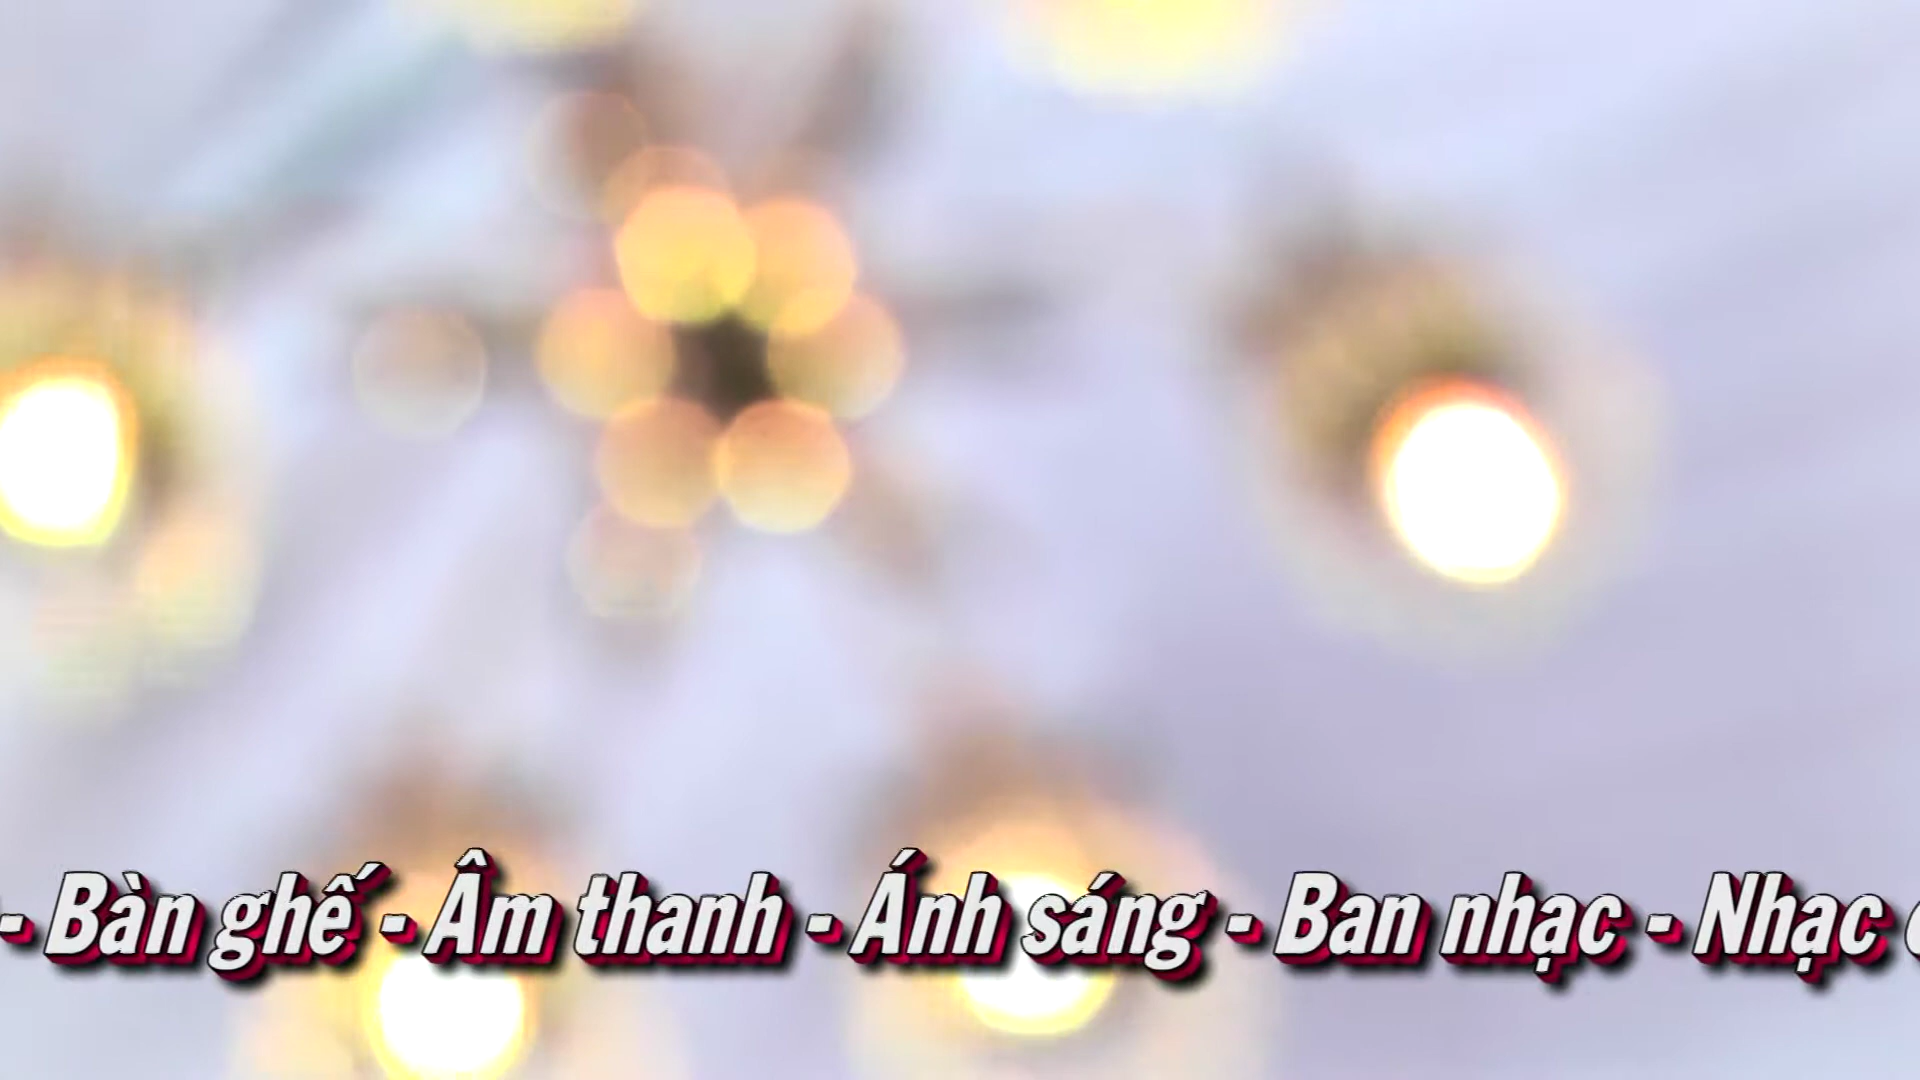 - Bàn ghế - Âm thanh - Ánh sáng - Ban nhạc - Nhạc